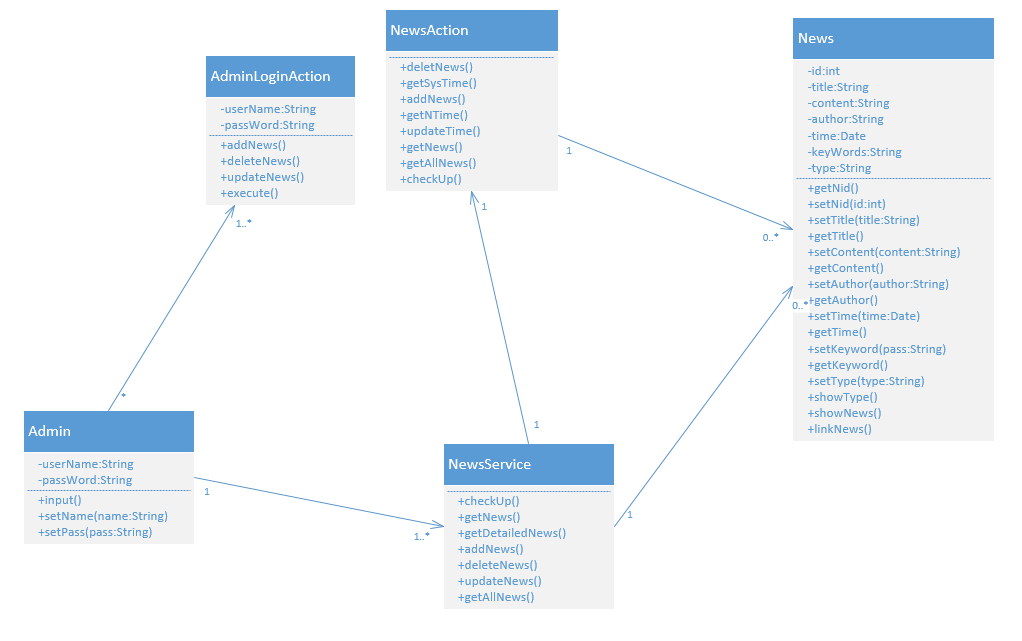 NewsAction
+deletNews()
+getSysTime()
+addNews()
+getNTime()
+updateTime()
+getNews()
+getAllNews()
+checkUp()
News
-id:int
-title:String
-content:String
-author:String
-time:Date
-keyWords:String
-type:String
+getNid()
+setNid(id:int)
+setTitle(title:String)
+getTitle()
+setContent(content:String)
+getContent()
+setAuthor(author:String)
+getAuthor()
+setTime(time:Date)
+getTime()
+setKeyword(pass:String)
+getKeyword()
+setType(type:String)
+showType()
+showNews()
+linkNews()
AdminLoginAction
-userName:String
-passWord:String
+addNews()
+deleteNews()
+updateNews()
+execute()
1
0..*
1
1..*
0..*
*
1
Admin
-userName:String
-passWord:String
+input()
+setName(name:String)
+setPass(pass:String)
1
1..*
NewsService
+checkUp()
+getNews()
+getDetailedNews()
+addNews()
+deleteNews()
+updateNews()
+getAllNews()
1